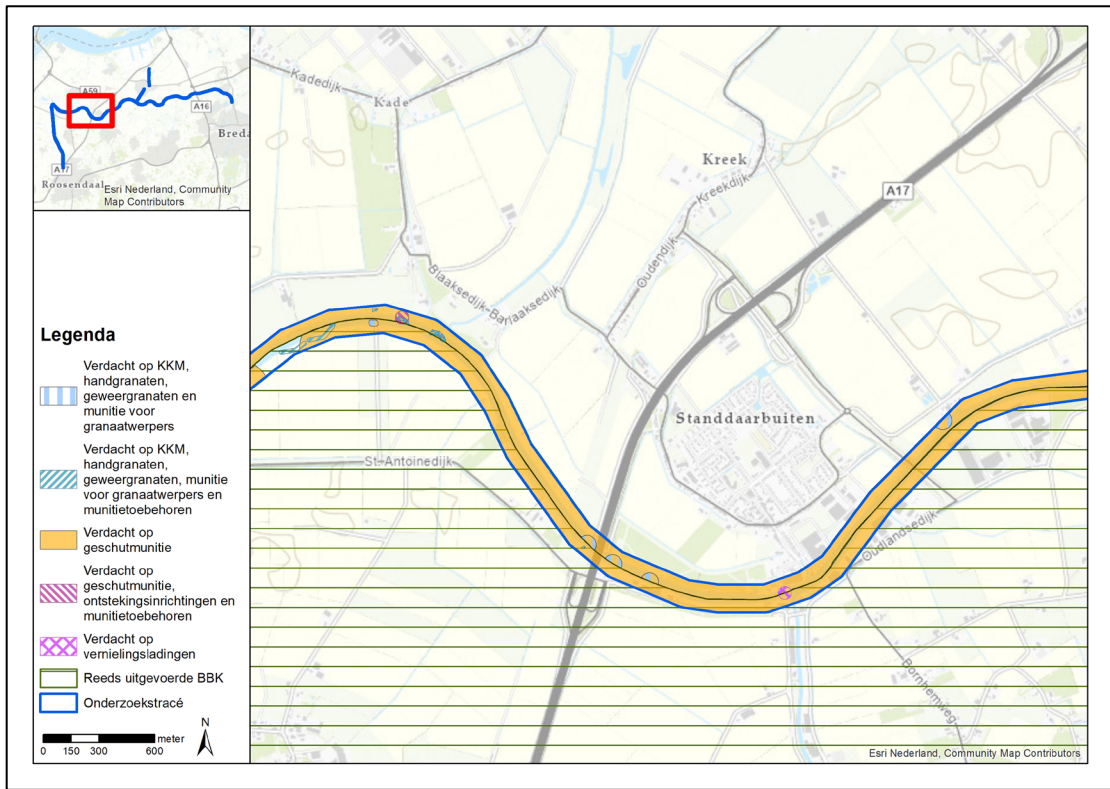 A59
A16
Breda
A17
Roosendaal
Esri Nederland, Community
Map Contributors
Legenda
Verdacht op KKM,
handgranaten,
geweergranaten en
munitie voor
granaatwerpers
Verdacht op KKM,
handgranaten,
geweergranaten, munitie
voor granaatwerpers en
munitietoebehoren
Verdacht op
geschutmunitie
Verdacht op
geschutmunitie,
ontstekingsinrichtingen en
munitietoebehoren
Verdacht op
vernielingsladingen
Reeds uitgevoerde BBK
Onderzoekstracé
N
meter
0 150 300 600
Kadedijk
Kade
Kreek
Kreekdijk
A17
Oudendijk
Blaaksedijk-Barlaaksedijk
Standdaarbuiten
St.-Antoinedijk
Oudlandsedijk
Bornhemweg
Esri Nederland, Community Map Contributors